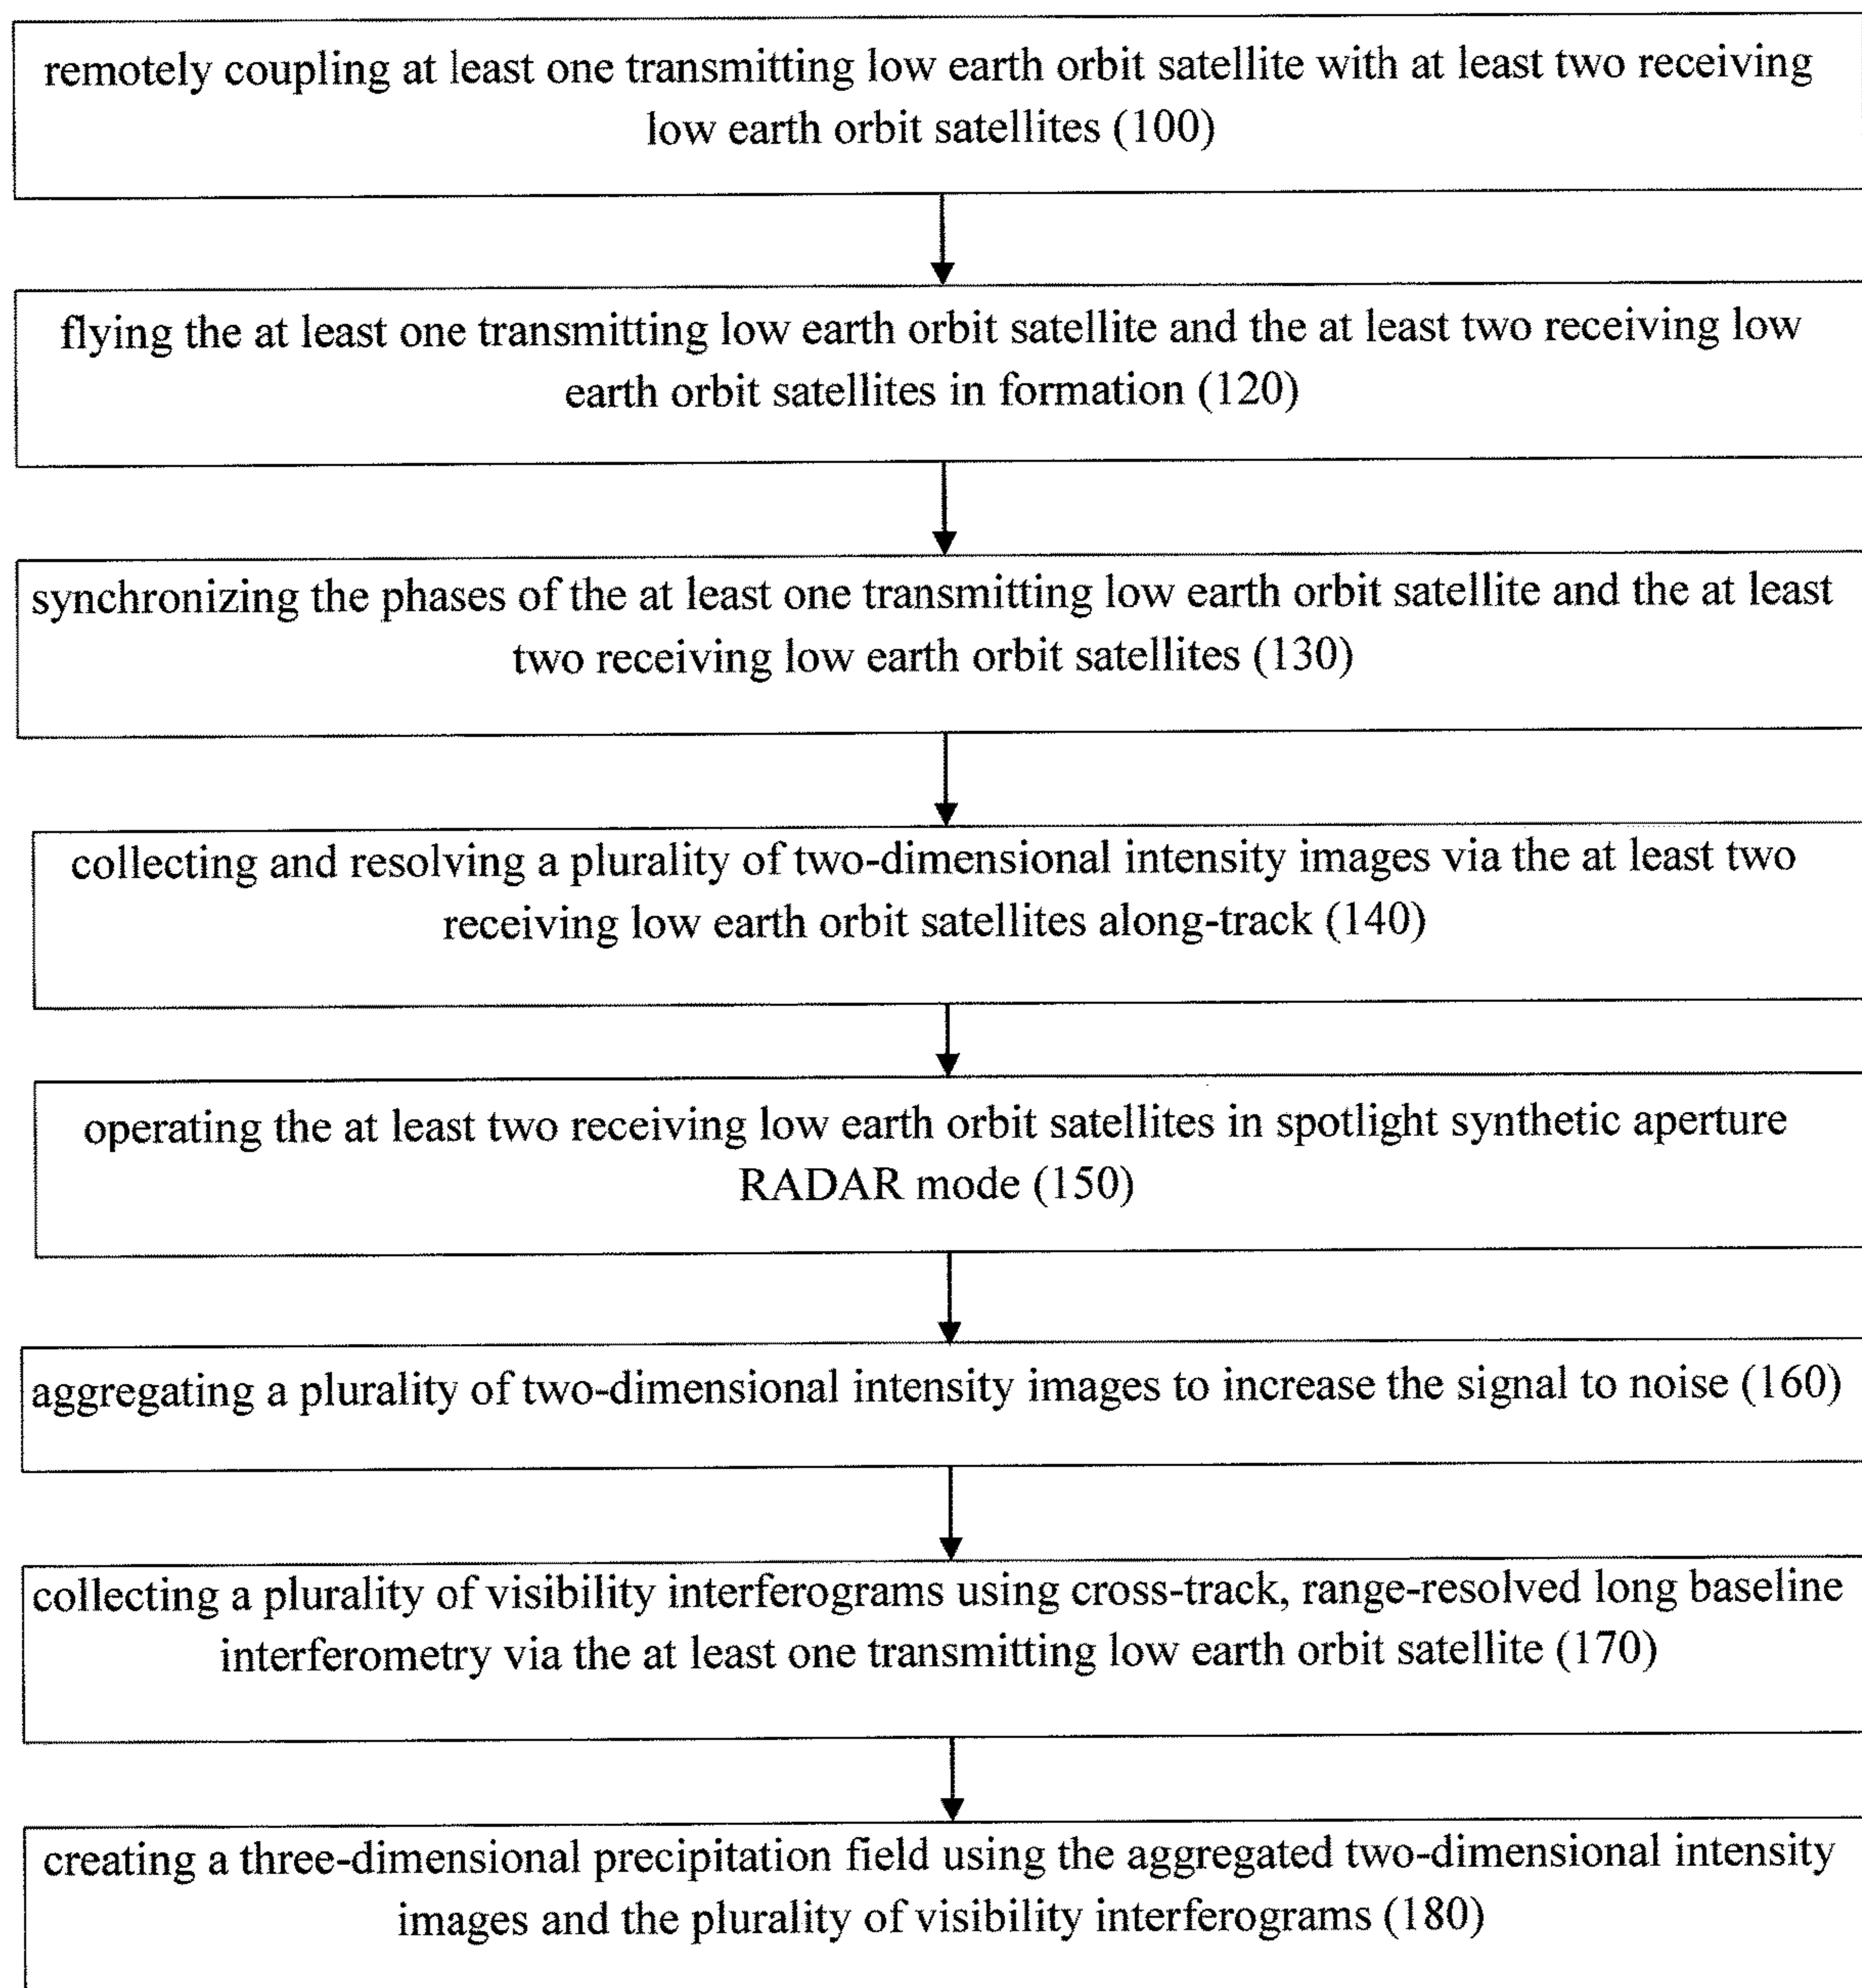 remotely coupling at least one transmitting low earth orbit satellite with at least two receiving
low earth orbit satellites (100)
flying the at least one transmitting low earth orbit satellite and the at least two receiving low
earth orbit satellites in formation (120)
synchronizing the phases of the at least one transmitting low earth orbit satellite and the at least
two receiving low earth orbit satellites (130)
collecting and resolving a plurality of two-dimensional intensity images via the at least two
receiving low earth orbit satellites along-track (140)
operating the at least two receiving low earth orbit satellites in spotlight synthetic aperture
RADAR mode (150)
aggregating a plurality of two-dimensional intensity images to increase the signal to noise (160)
collecting a plurality of visibility interferograms using cross-track, range-resolved long baseline
interferometry via the at least one transmitting low earth orbit satellite (170)
creating a three-dimensional precipitation field using the aggregated two-dimensional intensity
images and the plurality of visibility interferograms (180)